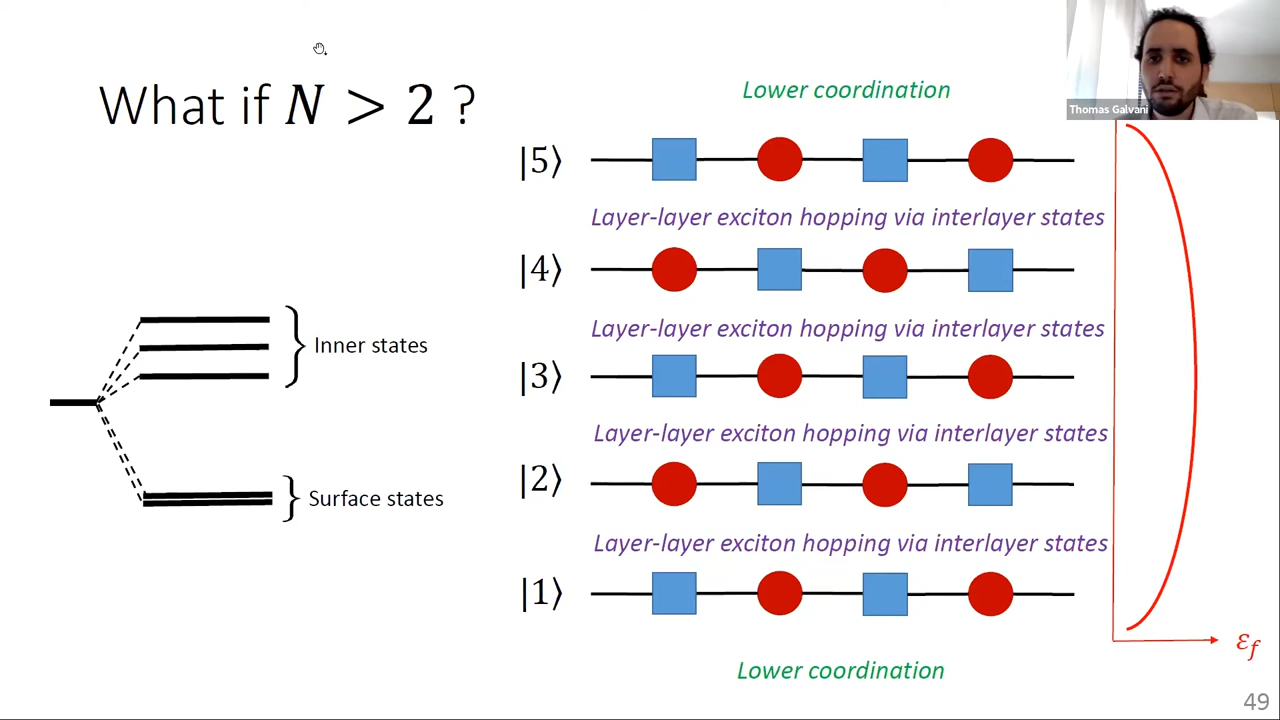 What if N > 2 ?
Thomas Galvani
Lower coordination
|5⟩
Layer-layer exciton hopping via interlayer states
|4⟩
Layer-layer exciton hopping via interlayer states
Inner states
|3⟩
Layer-layer exciton hopping via interlayer states
|2⟩
Surface states
Layer-layer exciton hopping via interlayer states
|1⟩
ε_f
Lower coordination
49